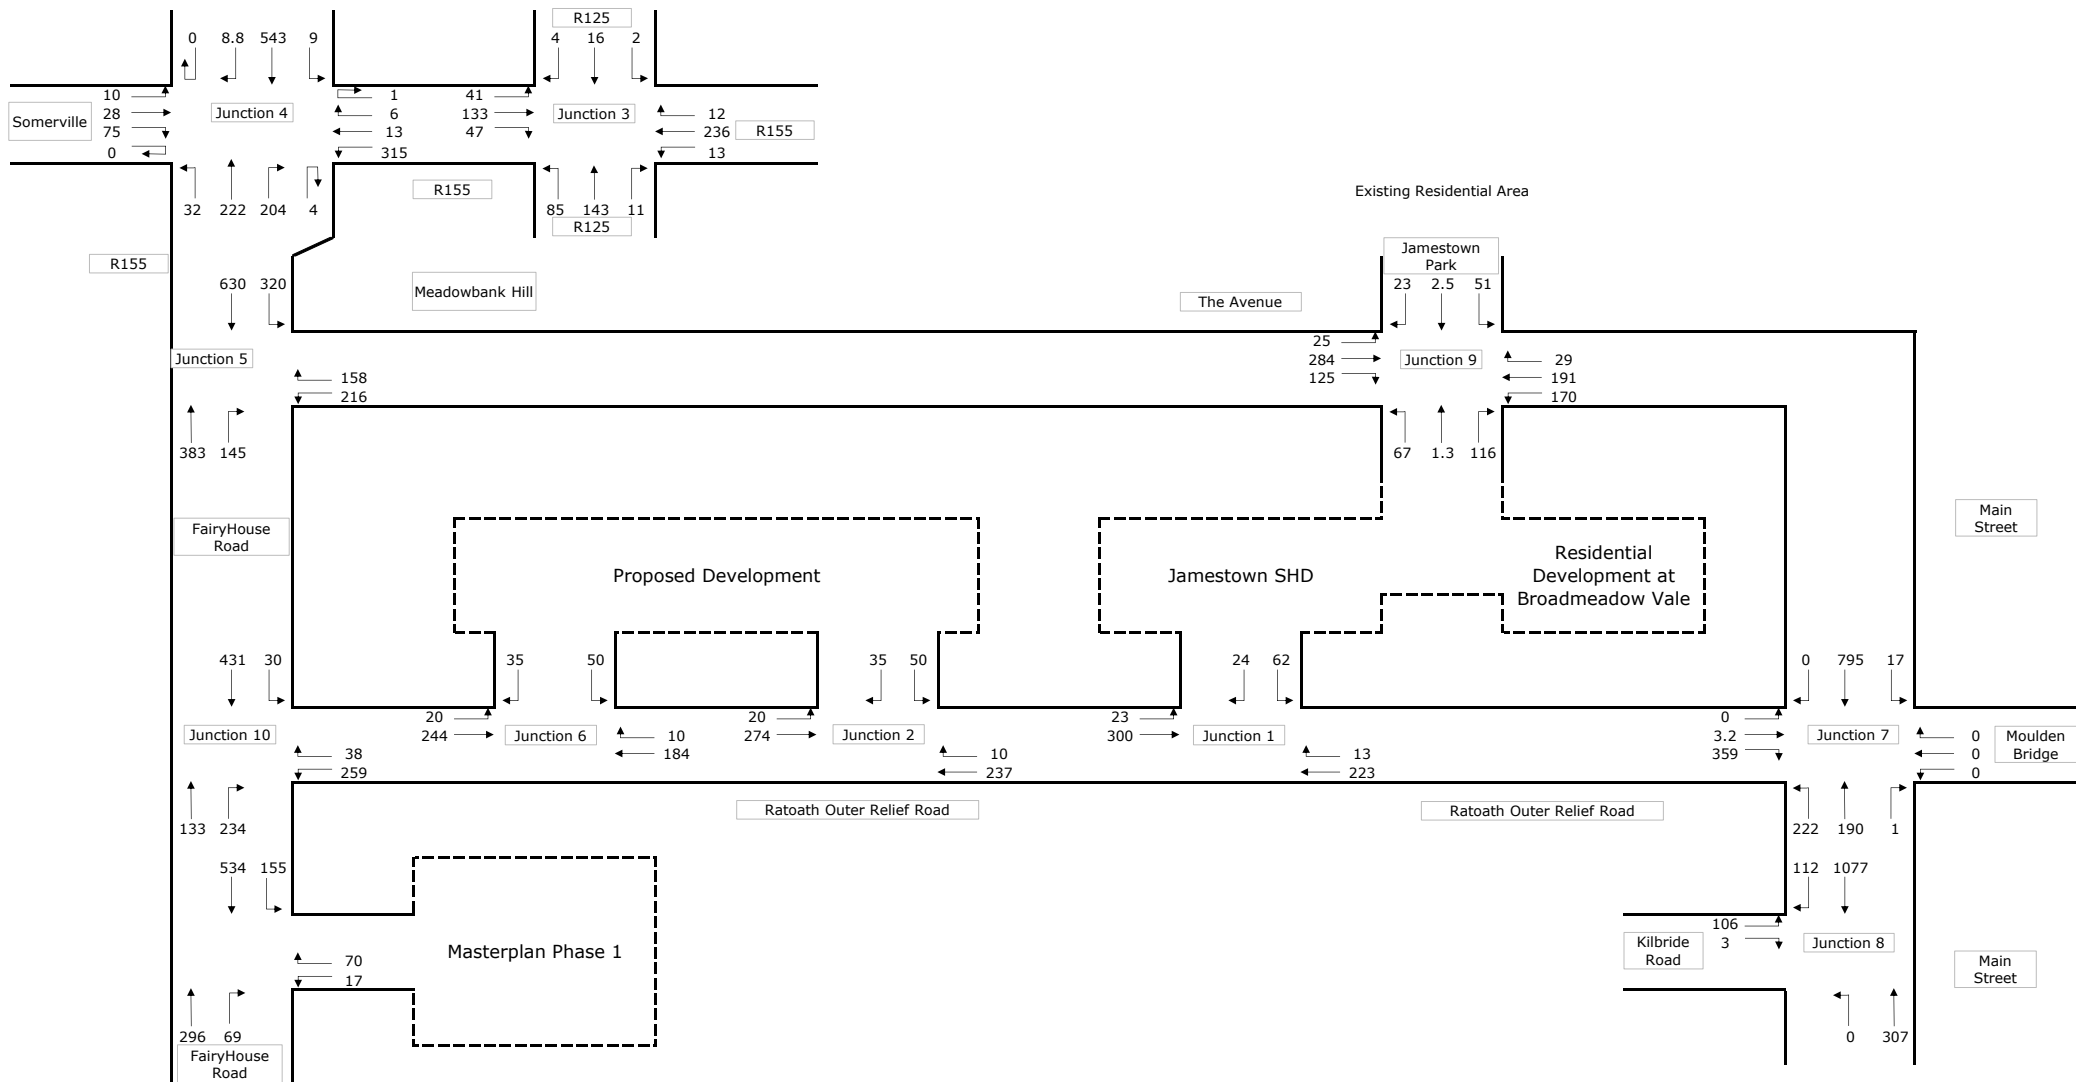 R125
0 8.8 543 9
4 16 2
10
28
75
0
Somerville
Junction 4
1
6
13
315
41
133
47
Junction 3
12
236
13
R155
32 222 204 4
R155
85 143 11
R125
Existing Residential Area
R155
630 320
Meadowbank Hill
The Avenue
Jamestown
Park
23 2.5 51
Junction 5
158
216
25
284
125
Junction 9
29
191
170
383 145
67 1.3 116
FairyHouse
Road
Main
Street
Proposed Development
Jamestown SHD
Residential
Development at
Broadmeadow Vale
431 30
35 50
35 50
24 62
0 795 17
Junction 10
38
259
20
244
Junction 6
10
184
20
274
Junction 2
10
237
23
300
Junction 1
13
223
0
3.2
359
Junction 7
0
0
0
Moulden
Bridge
133 234
Ratoath Outer Relief Road
Ratoath Outer Relief Road
222 190 1
534 155
112 1077
Masterplan Phase 1
70
17
106
3
Kilbride
Road
Junction 8
Main
Street
296 69
0 307
FairyHouse
Road